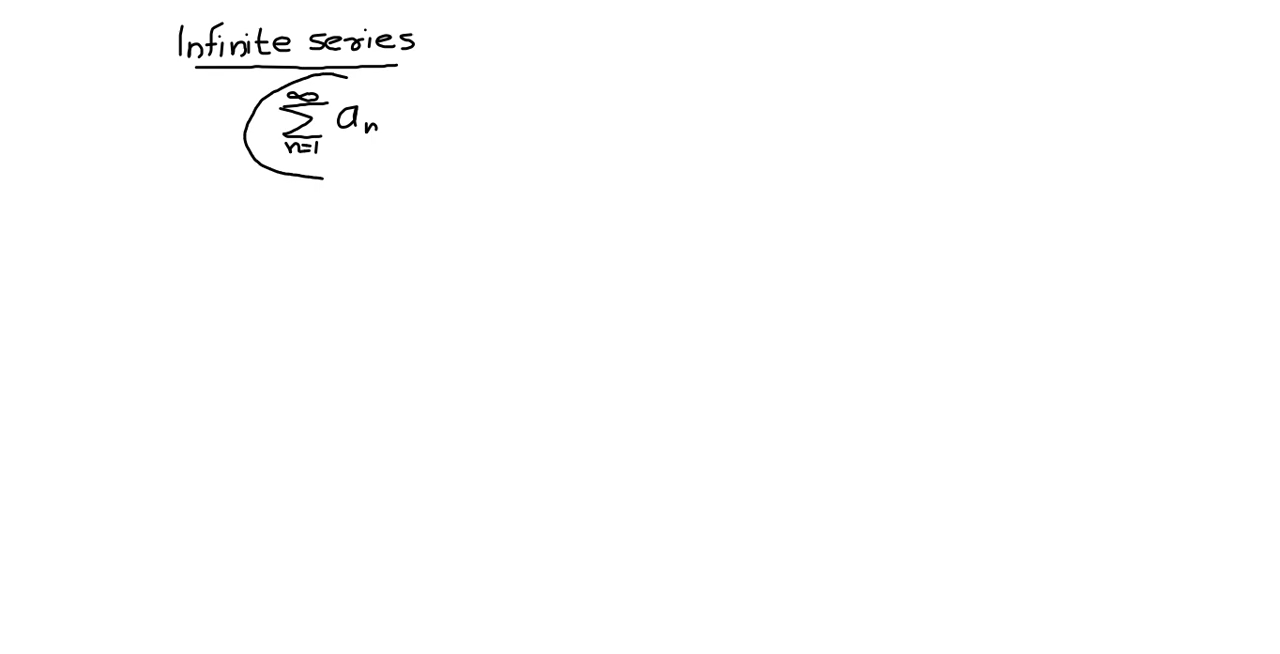 Infinite series
∑_{n=1}^{∞} a_n